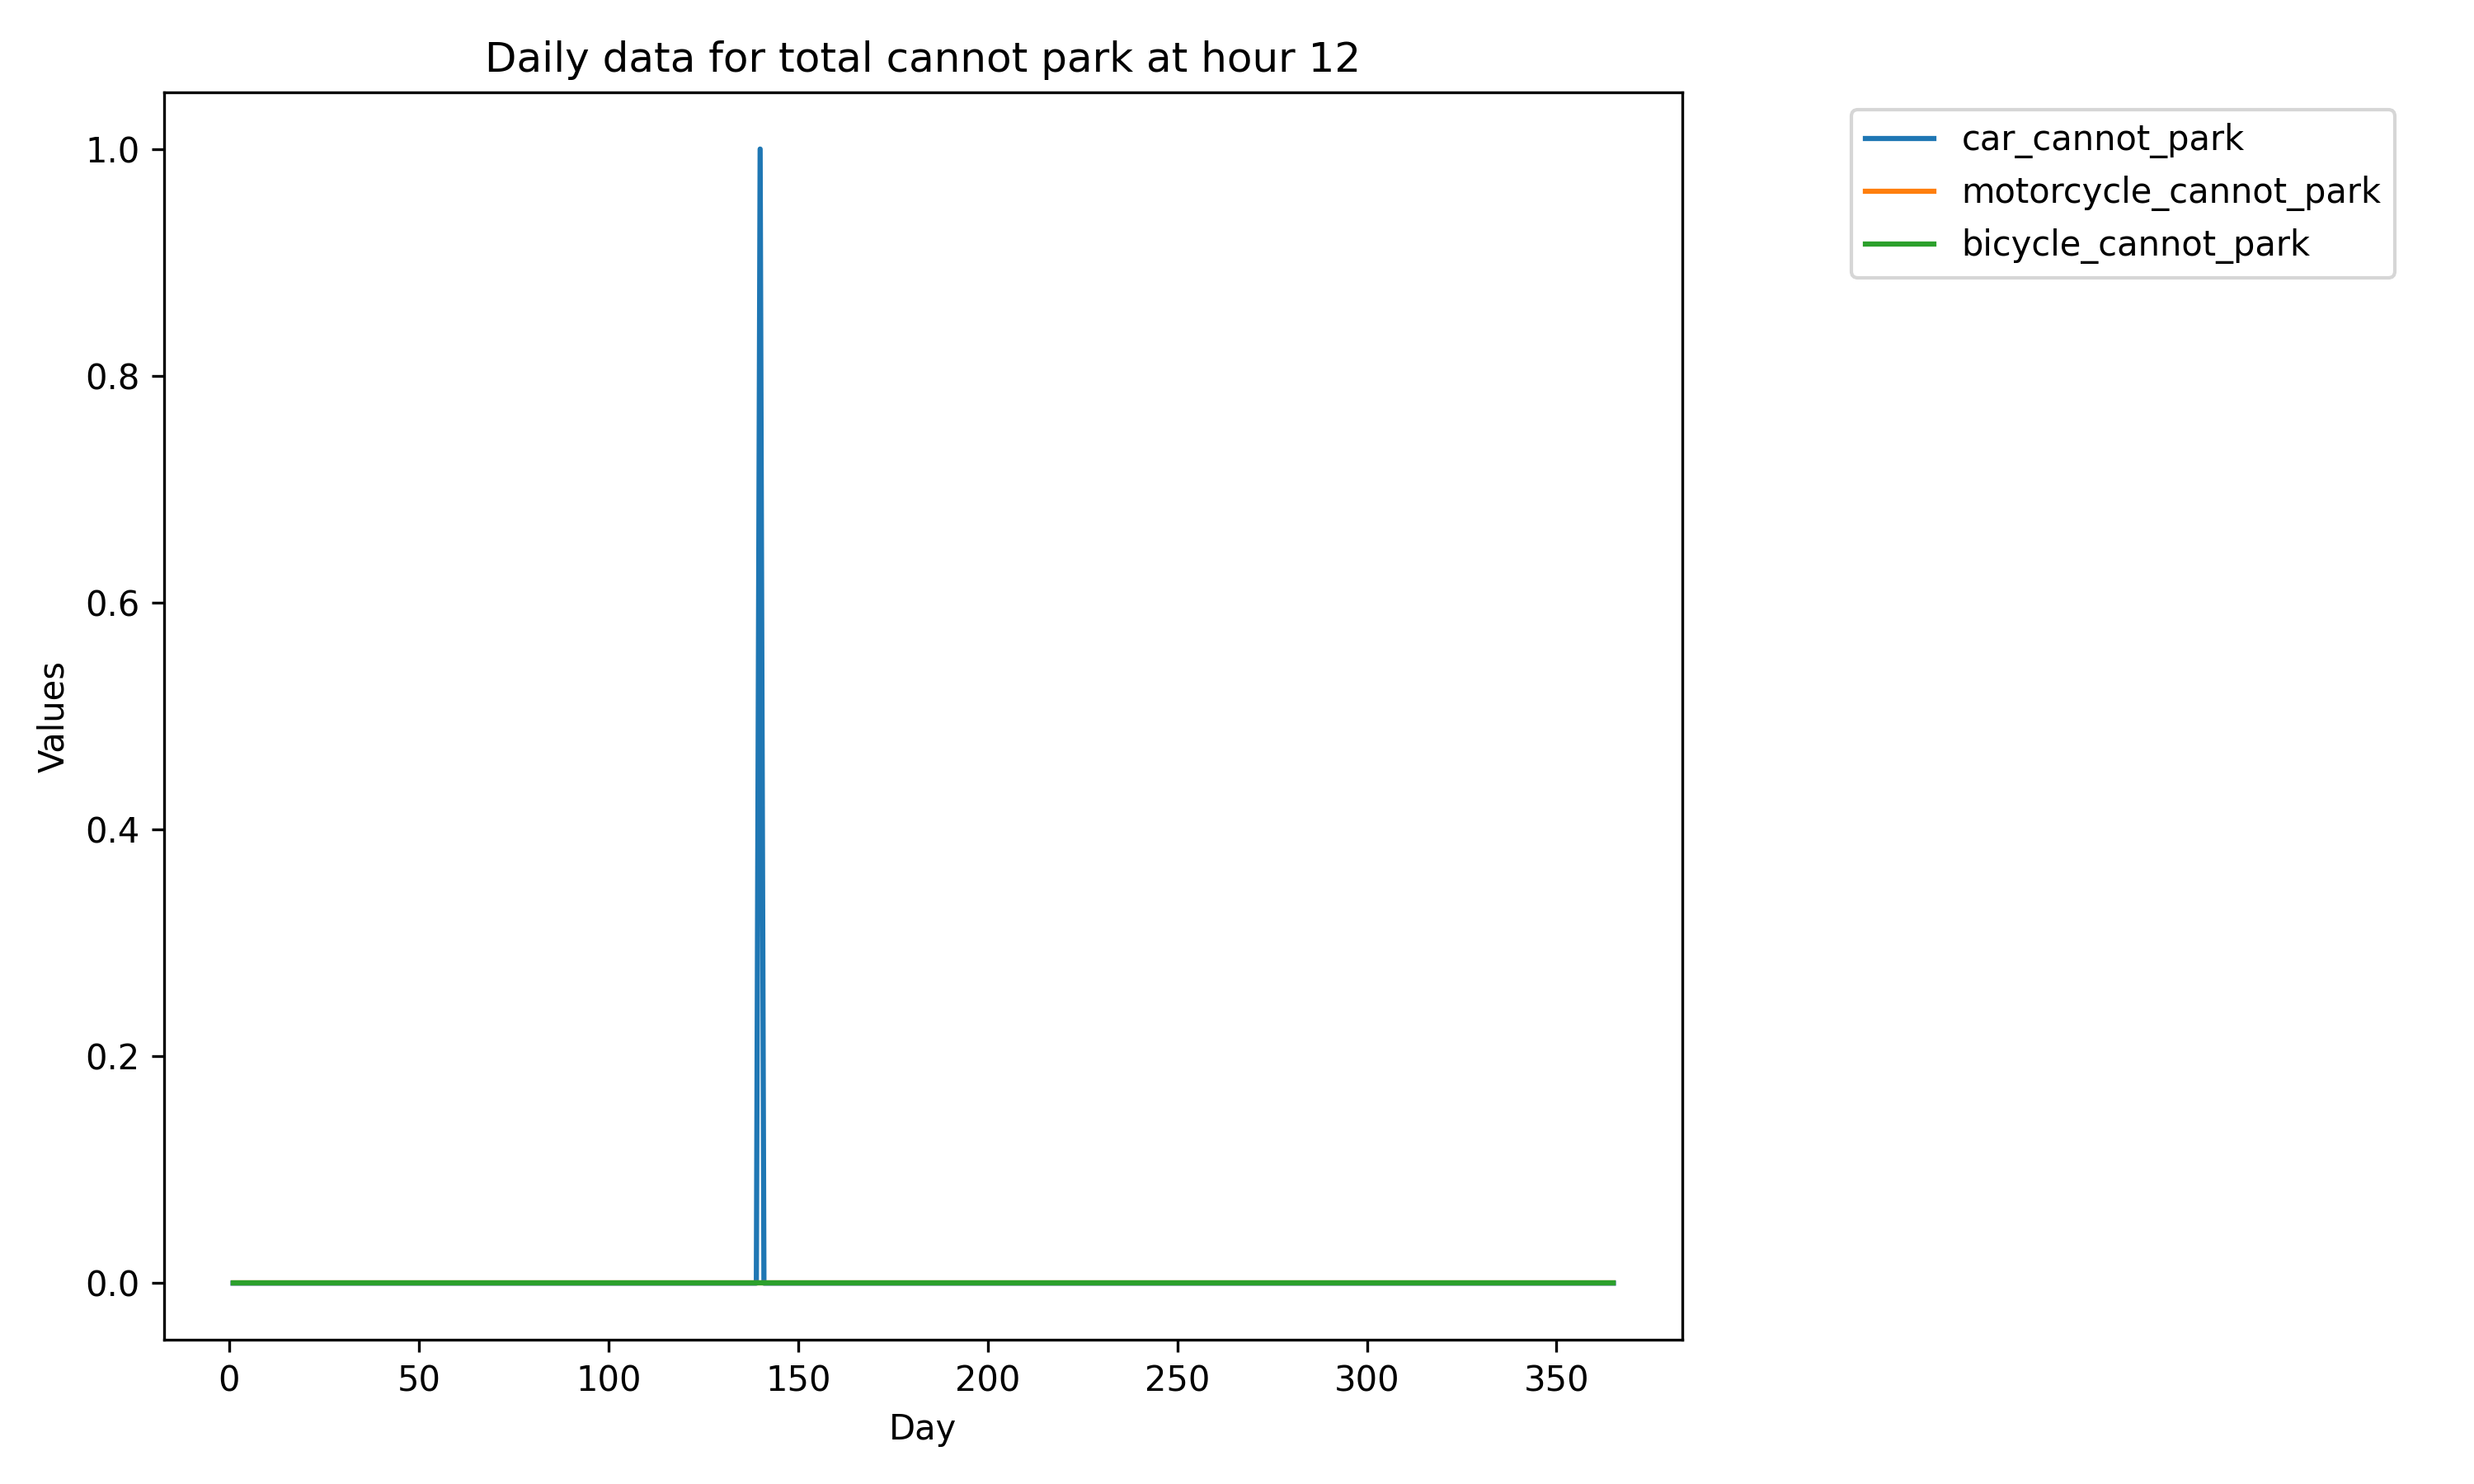 Daily data for total cannot park at hour 12
car_cannot_park
motorcycle_cannot_park
bicycle_cannot_park
1.0
0.8
0.6
0.4
0.2
0.0
Values
0 50 100 150 200 250 300 350
Day